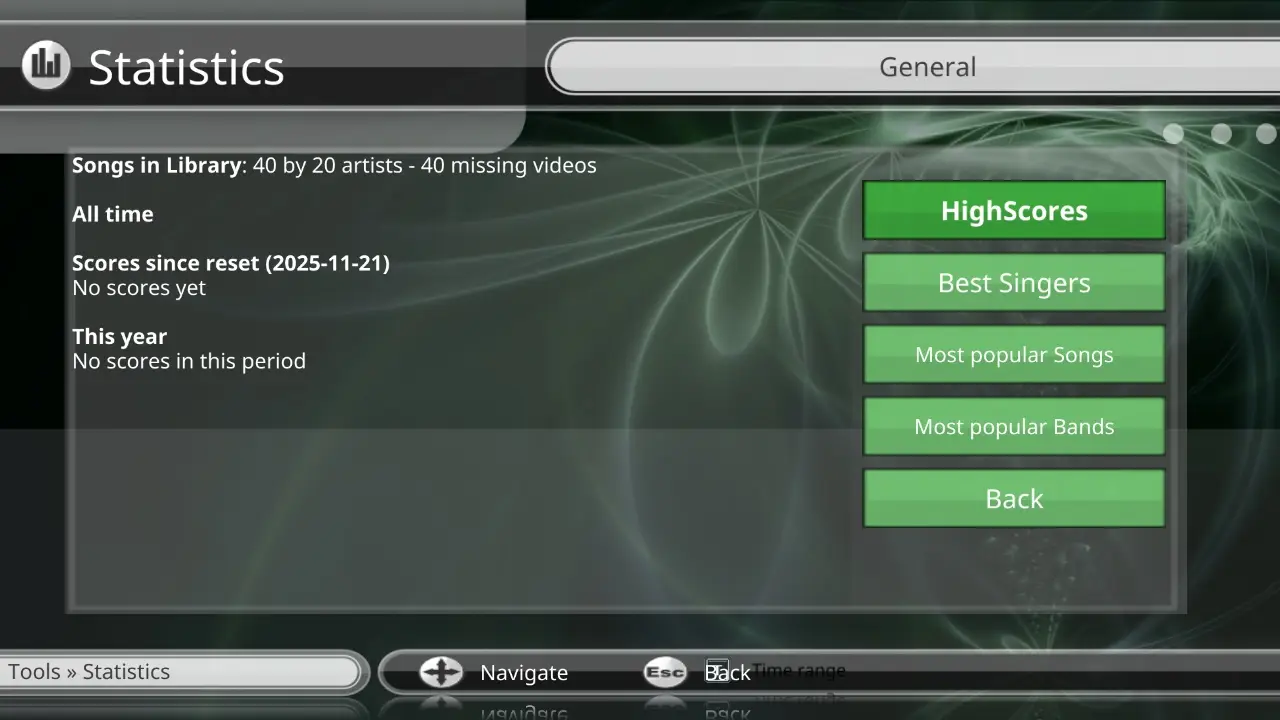 Statistics
General
Songs in Library: 40 by 20 artists - 40 missing videos
All time
Scores since reset (2025-11-21)
No scores yet
This year
No scores in this period
HighScores
Best Singers
Most popular Songs
Most popular Bands
Back
Tools » Statistics
Navigate
Esc Back
Time range